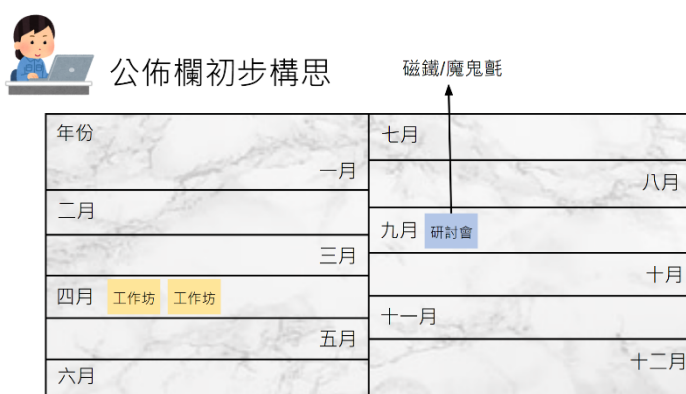 公佈欄初步構思
磁鐵/魔鬼氈
年份
一月
二月
三月
四月 工作坊 工作坊
五月
六月
七月
八月
九月 研討會
十月
十一月
十二月